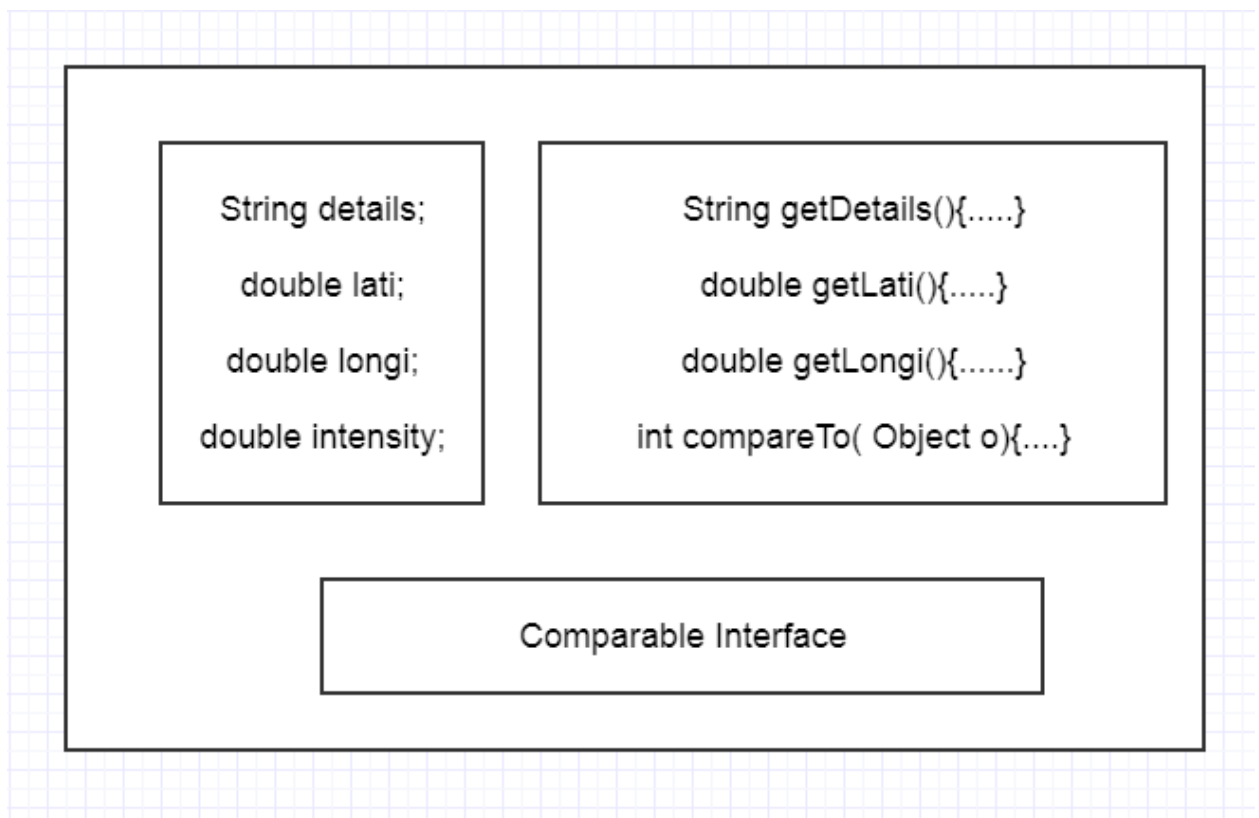 String details;
double lati;
double longi;
double intensity;
String getDetails(){.....}
double getLati(){.....}
double getLongi(){......}
int compareTo( Object o){....}
Comparable Interface